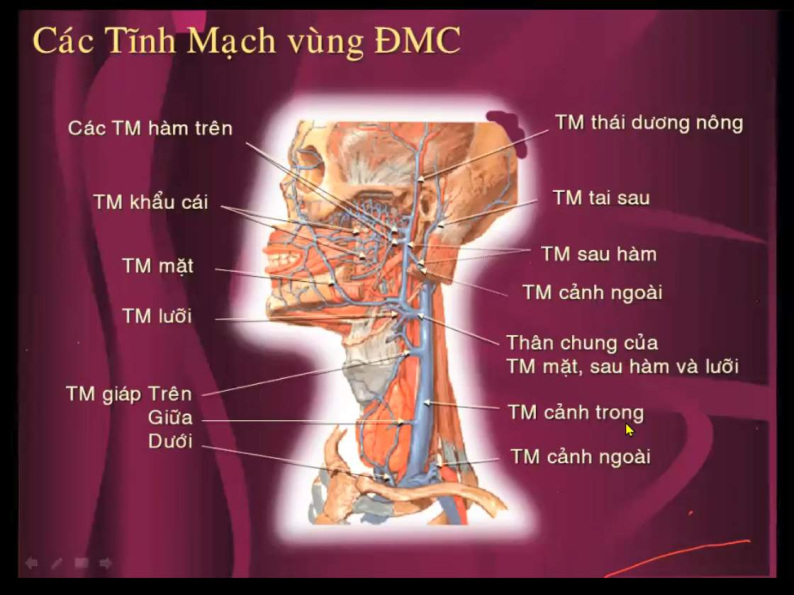 Các Tĩnh Mạch vùng ĐMC
Các TM hàm trên
TM khẩu cái
TM mặt
TM lưỡi
TM giáp Trên
Giữa
Dưới
TM thái dương nông
TM tai sau
TM sau hàm
TM cảnh ngoài
Thân chung của
TM mặt, sau hàm và lưỡi
TM cảnh trong
TM cảnh ngoài